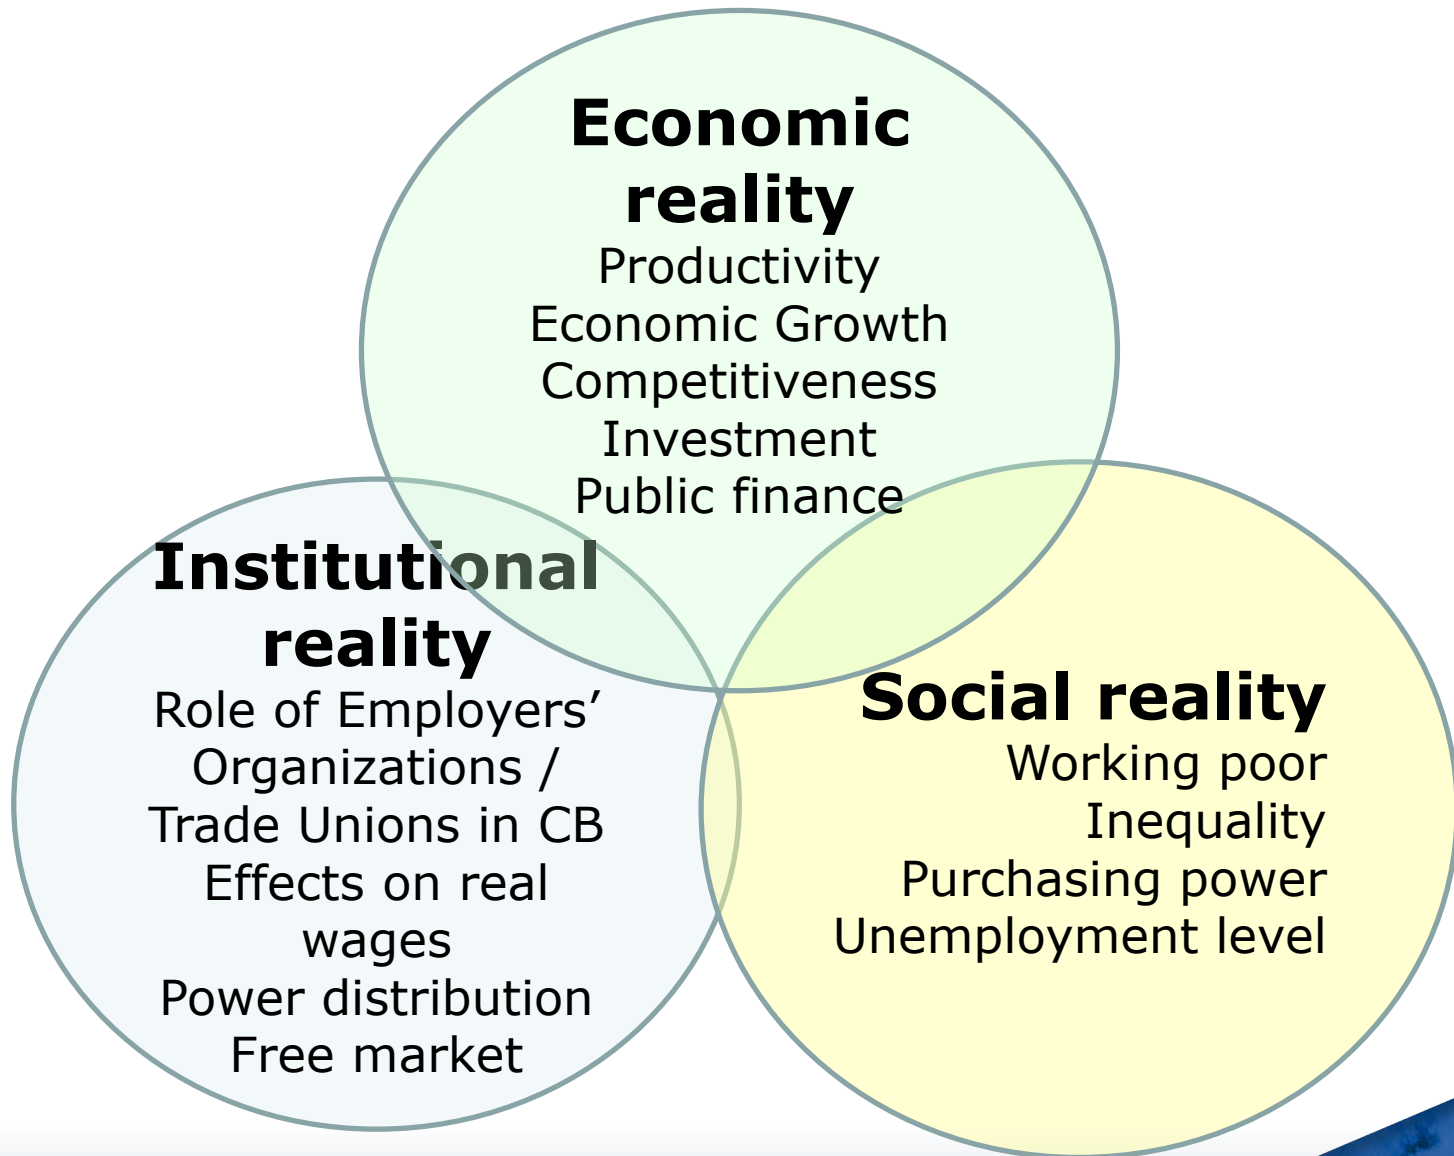 Economic
reality
Productivity
Economic Growth
Competitiveness
Investment
Public finance
Institutional
reality
Role of Employers’
Organizations /
Trade Unions in CB
Effects on real
wages
Power distribution
Free market
Social reality
Working poor
Inequality
Purchasing power
Unemployment level